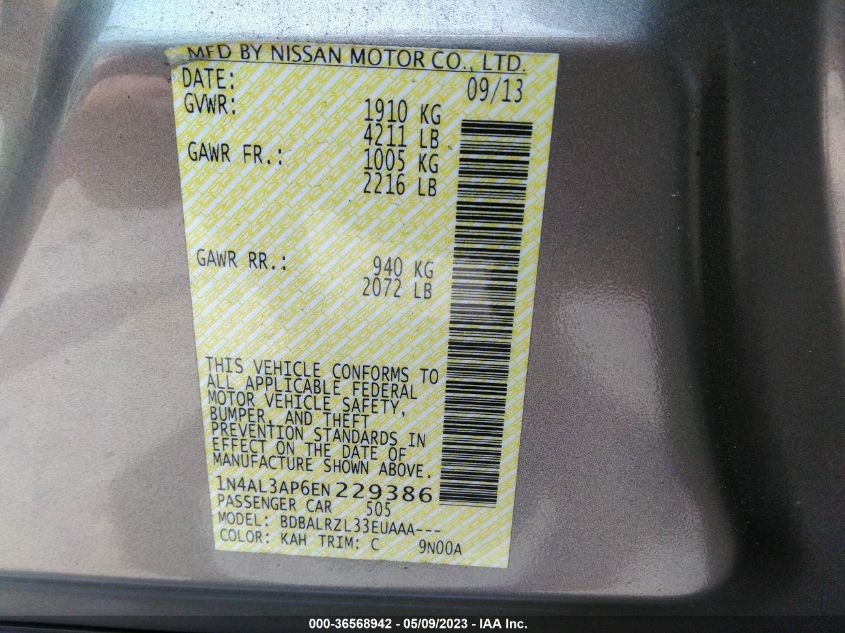 MFD BY NISSAN MOTOR CO., LTD.
DATE: 09/13
GVWR: 1910 KG
4211 LB
GAWR FR.: 1005 KG
2216 LB
GAWR RR.: 940 KG
2072 LB
THIS VEHICLE CONFORMS TO
ALL APPLICABLE FEDERAL
MOTOR VEHICLE SAFETY,
BUMPER, AND THEFT
PREVENTION STANDARDS IN
EFFECT ON THE DATE OF
MANUFACTURE SHOWN ABOVE.
1N4AL3AP6EN229386
PASSENGER CAR 505
MODEL: BDBALRZL33EUAAA---
COLOR: KAH TRIM: C 9N00A
000-36568942 - 05/09/2023 - IAA Inc.